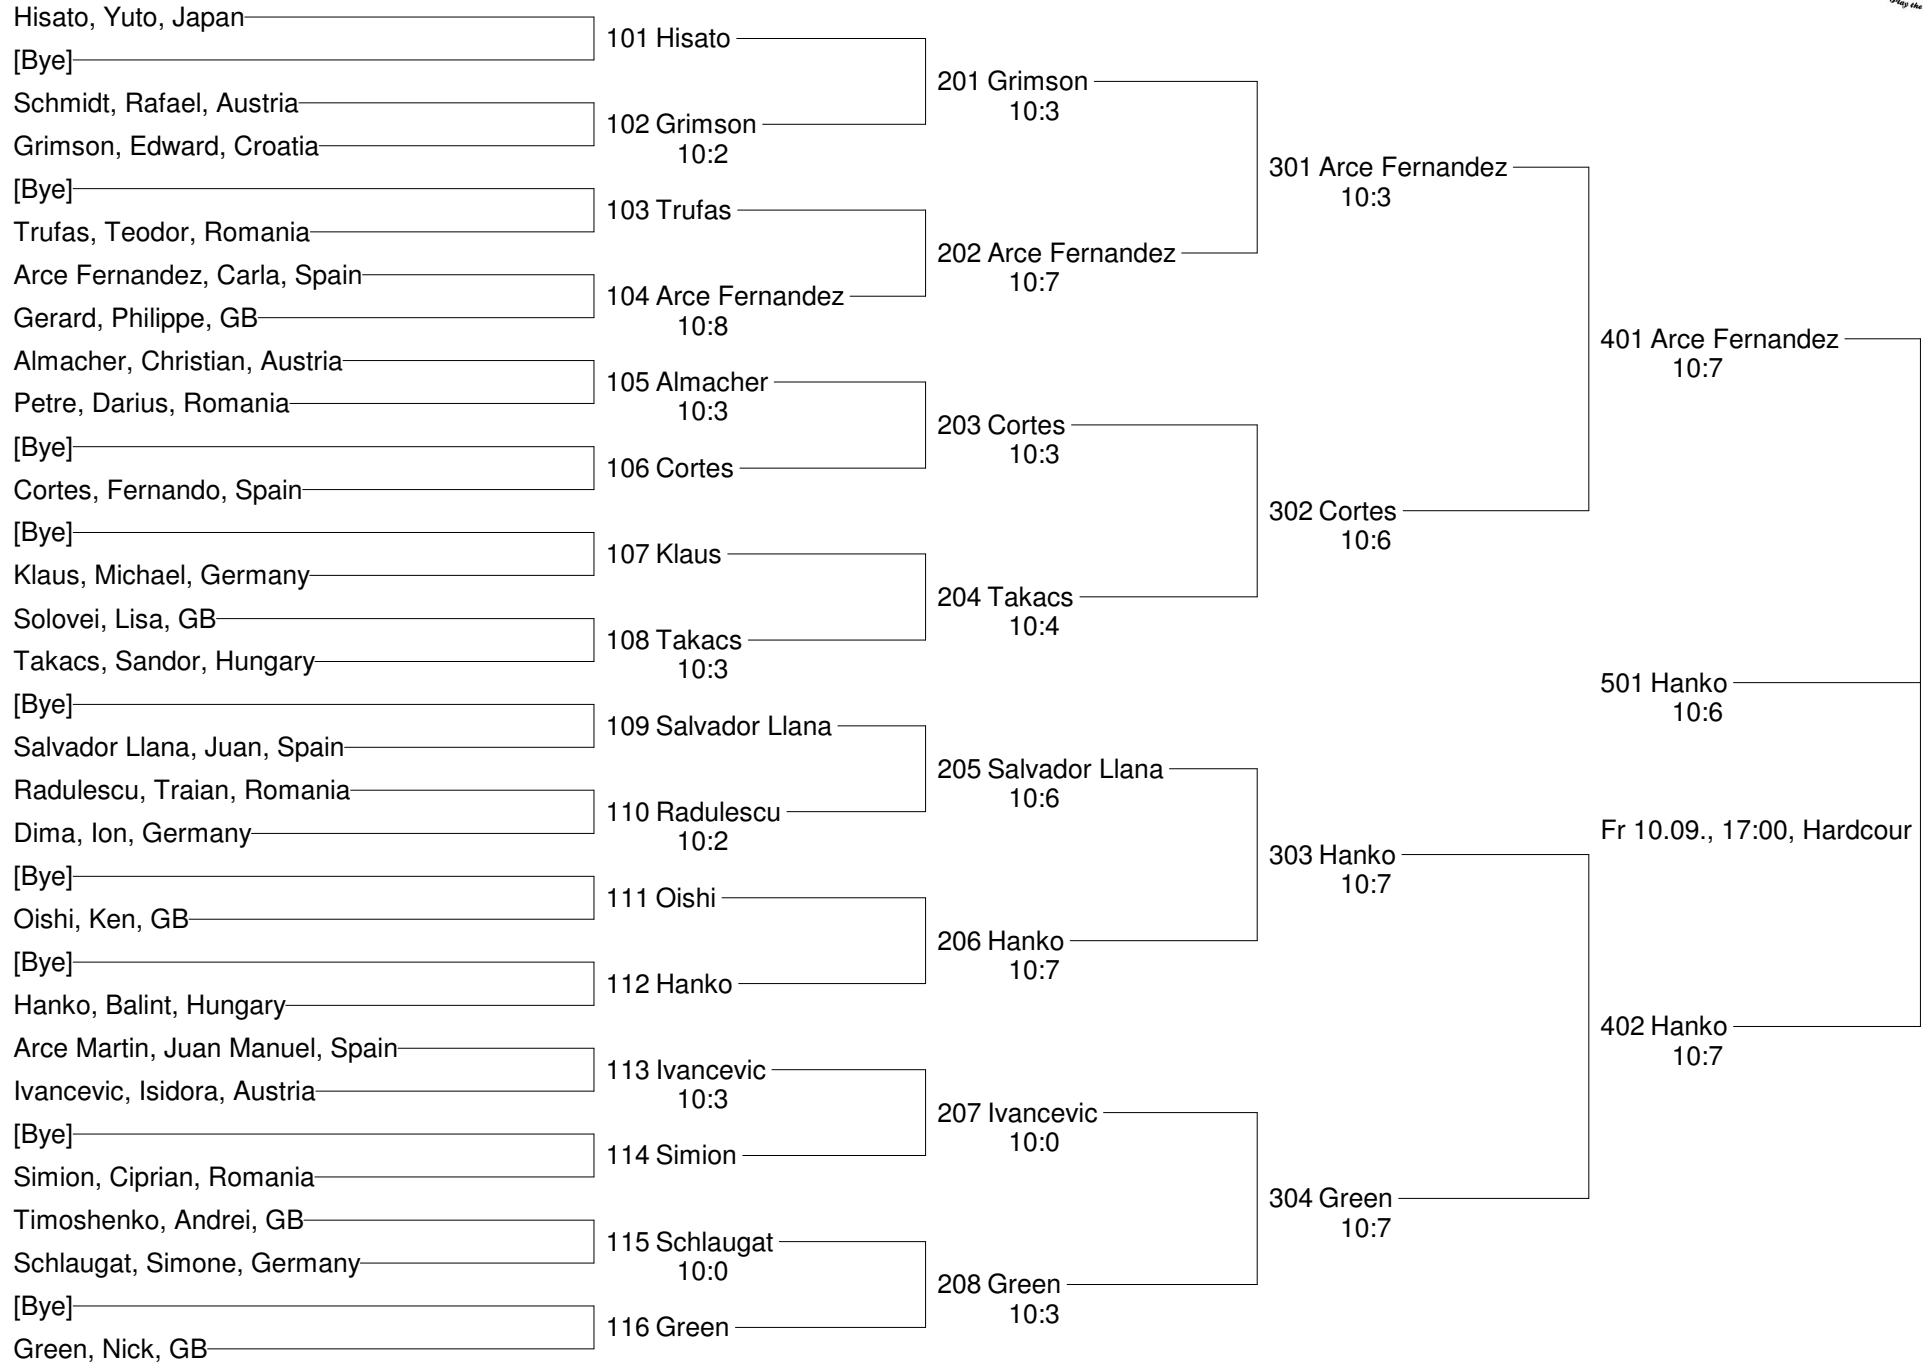 Play the
Hisato, Yuto, Japan
[Bye]
Schmidt, Rafael, Austria
Grimson, Edward, Croatia
[Bye]
Trufas, Teodor, Romania
Arce Fernandez, Carla, Spain
Gerard, Philippe, GB
Almacher, Christian, Austria
Petre, Darius, Romania
[Bye]
Cortes, Fernando, Spain
[Bye]
Klaus, Michael, Germany
Solovei, Lisa, GB
Takacs, Sandor, Hungary
[Bye]
Salvador Llana, Juan, Spain
Radulescu, Traian, Romania
Dima, Ion, Germany
[Bye]
Oishi, Ken, GB
[Bye]
Hanko, Balint, Hungary
Arce Martin, Juan Manuel, Spain
Ivancevic, Isidora, Austria
[Bye]
Simion, Ciprian, Romania
Timoshenko, Andrei, GB
Schlaugat, Simone, Germany
[Bye]
Green, Nick, GB
101 Hisato
102 Grimson
10:2
103 Trufas
104 Arce Fernandez
10:8
105 Almacher
10:3
106 Cortes
107 Klaus
108 Takacs
10:3
109 Salvador Llana
110 Radulescu
10:2
111 Oishi
112 Hanko
113 Ivancevic
10:3
114 Simion
115 Schlaugat
10:0
116 Green
201 Grimson
10:3
202 Arce Fernandez
10:7
203 Cortes
10:3
204 Takacs
10:4
205 Salvador Llana
10:6
206 Hanko
10:7
207 Ivancevic
10:0
208 Green
10:3
301 Arce Fernandez
10:3
302 Cortes
10:6
303 Hanko
10:7
304 Green
10:7
401 Arce Fernandez
10:7
501 Hanko
10:6
Fr 10.09., 17:00, Hardcour
402 Hanko
10:7